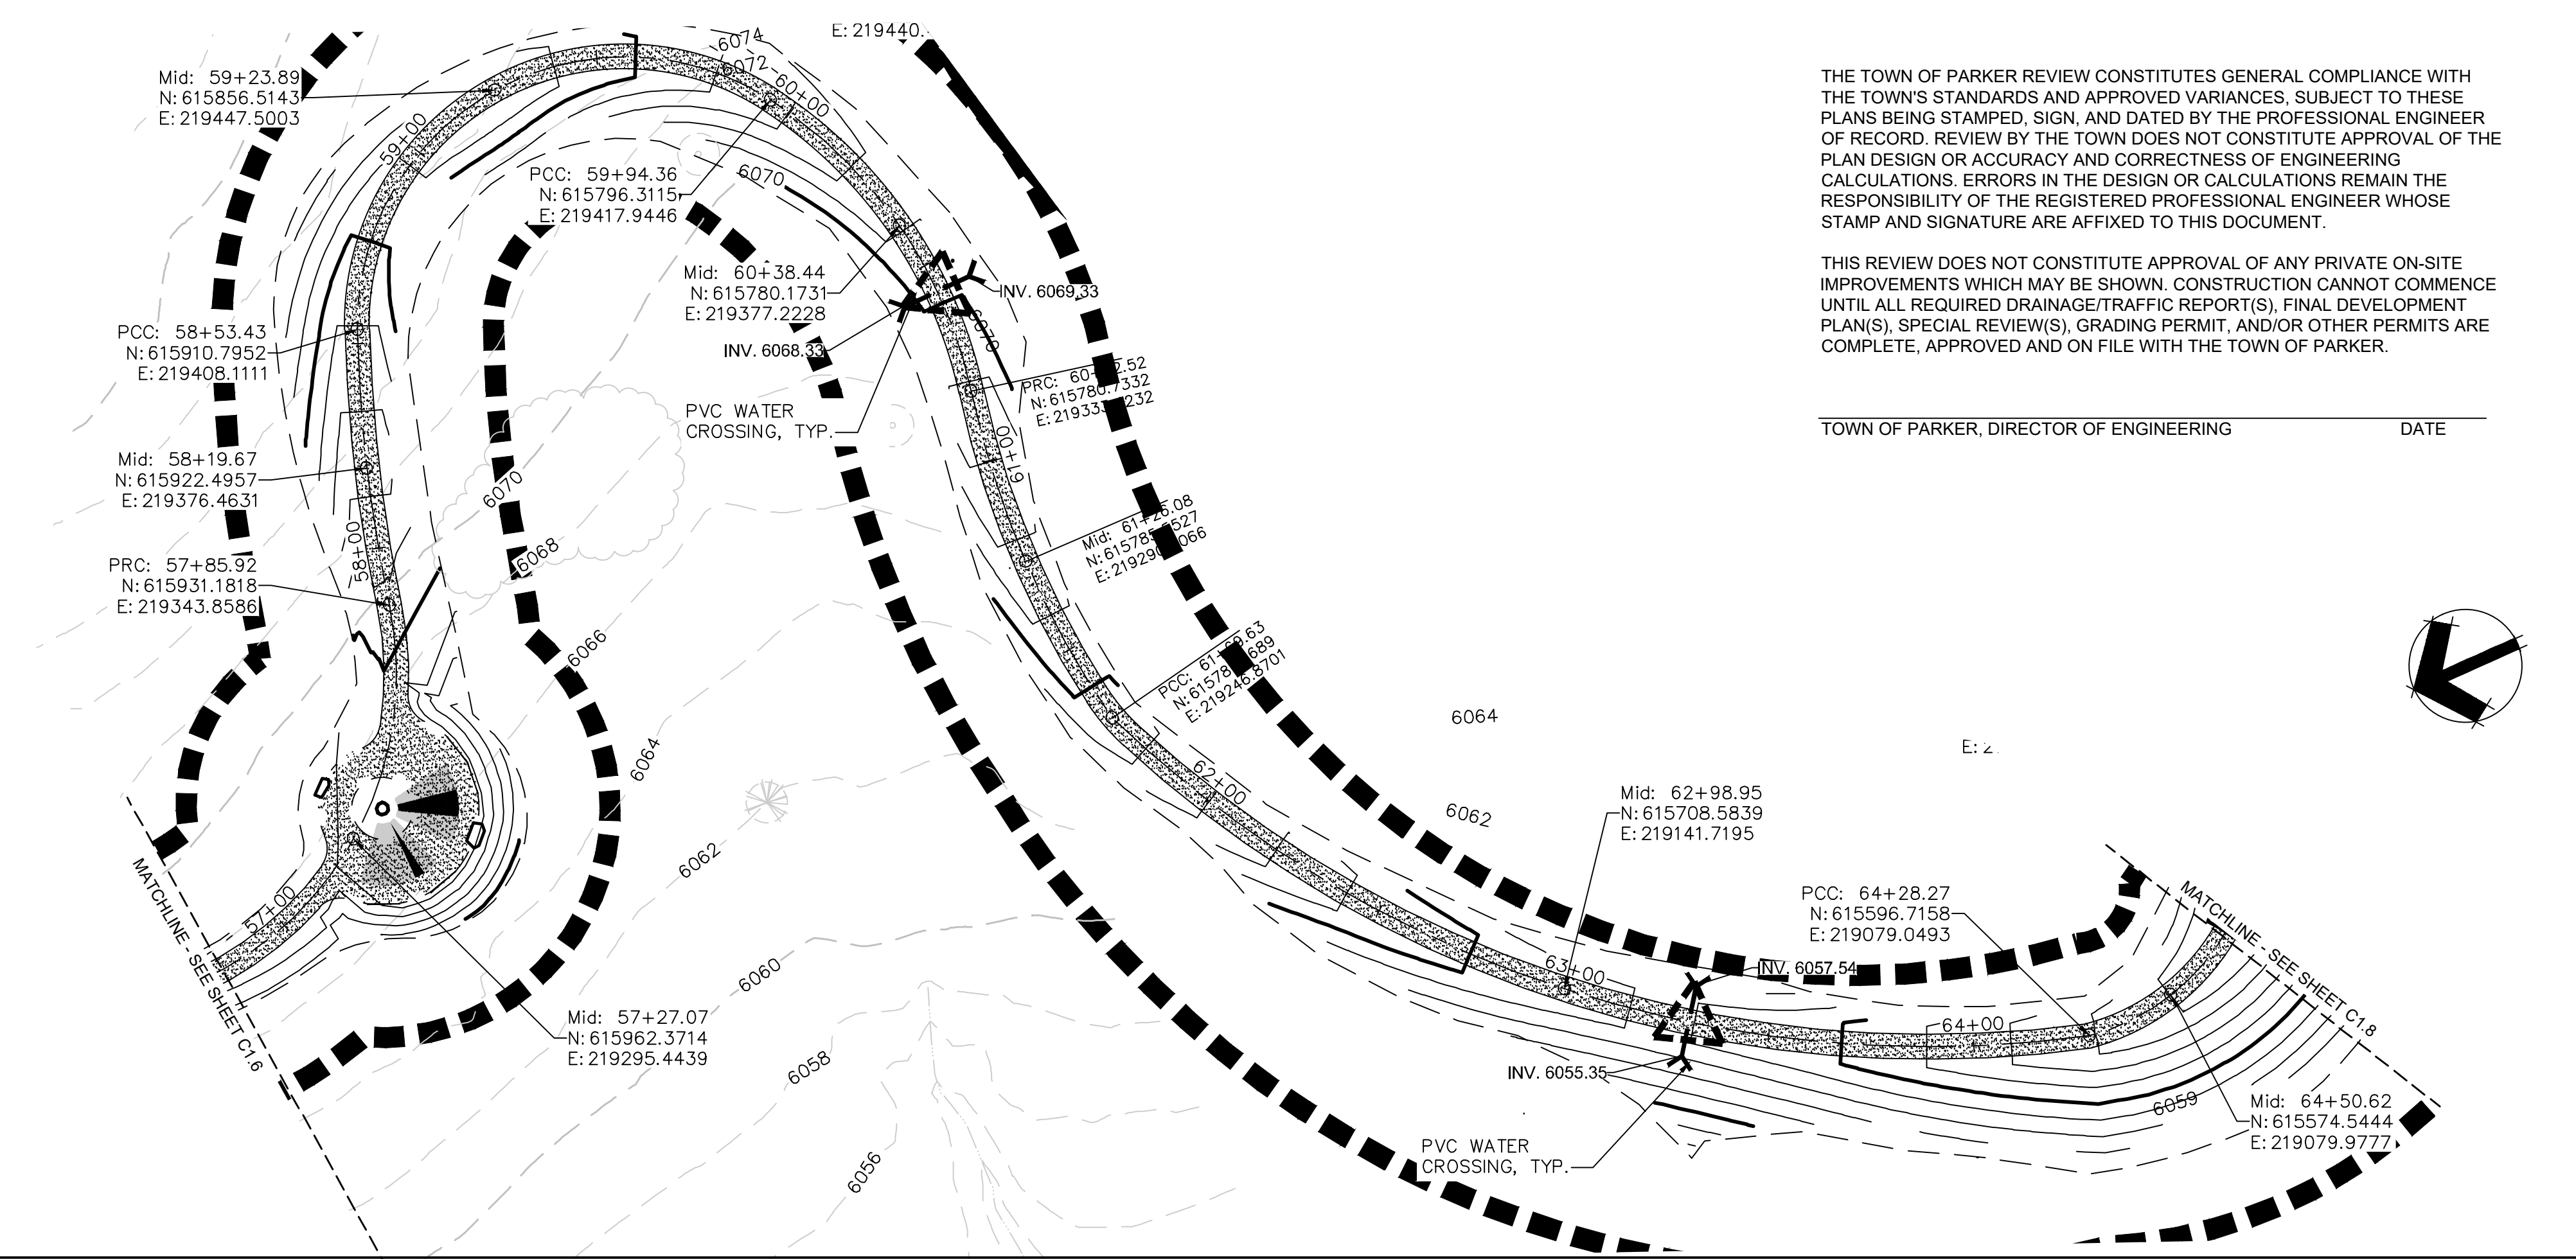 E: 219440.
6074
6072
60+00
Mid: 59+23.89
N: 615856.5143
E: 219447.5003
59+00
PCC: 59+94.36
N: 615796.3115
E: 219417.9446
6070
Mid: 60+38.44
N: 615780.1731
E: 219377.2228
INV. 6069.33
INV. 6068.33
PCC: 58+53.43
N: 615910.7952
E: 219408.1111
PRC:
N: 615780.7332
PVC WATER
CROSSING, TYP.
61+00
Mid: 58+19.67
N: 615922.4957
E: 219376.4631
6070
58+00
6068
Mid:
PRC: 57+85.92
N: 615931.1818
E: 219343.8586
6066
PCC:
E: 219246.8701
6064
62+00
6062
57+00
MATCHLINE - SEE SHEET C1.6
Mid: 57+27.07
N: 615962.3714
E: 219295.4439
6060
6058
6056
6064
6062
E: 2
Mid: 62+98.95
N: 615708.5839
E: 219141.7195
63+00
INV. 6057.54
INV. 6055.35
PVC WATER
CROSSING, TYP.
PCC: 64+28.27
N: 615596.7158
E: 219079.0493
64+00
MATCHLINE - SEE SHEET C1.8
6059
Mid: 64+50.62
N: 615574.5444
E: 219079.9777
THE TOWN OF PARKER REVIEW CONSTITUTES GENERAL COMPLIANCE WITH
THE TOWN'S STANDARDS AND APPROVED VARIANCES, SUBJECT TO THESE
PLANS BEING STAMPED, SIGN, AND DATED BY THE PROFESSIONAL ENGINEER
OF RECORD. REVIEW BY THE TOWN DOES NOT CONSTITUTE APPROVAL OF THE
PLAN DESIGN OR ACCURACY AND CORRECTNESS OF ENGINEERING
CALCULATIONS. ERRORS IN THE DESIGN OR CALCULATIONS REMAIN THE
RESPONSIBILITY OF THE REGISTERED PROFESSIONAL ENGINEER WHOSE
STAMP AND SIGNATURE ARE AFFIXED TO THIS DOCUMENT.
THIS REVIEW DOES NOT CONSTITUTE APPROVAL OF ANY PRIVATE ON-SITE
IMPROVEMENTS WHICH MAY BE SHOWN. CONSTRUCTION CANNOT COMMENCE
UNTIL ALL REQUIRED DRAINAGE/TRAFFIC REPORT(S), FINAL DEVELOPMENT
PLAN(S), SPECIAL REVIEW(S), GRADING PERMIT, AND/OR OTHER PERMITS ARE
COMPLETE, APPROVED AND ON FILE WITH THE TOWN OF PARKER.
TOWN OF PARKER, DIRECTOR OF ENGINEERING DATE